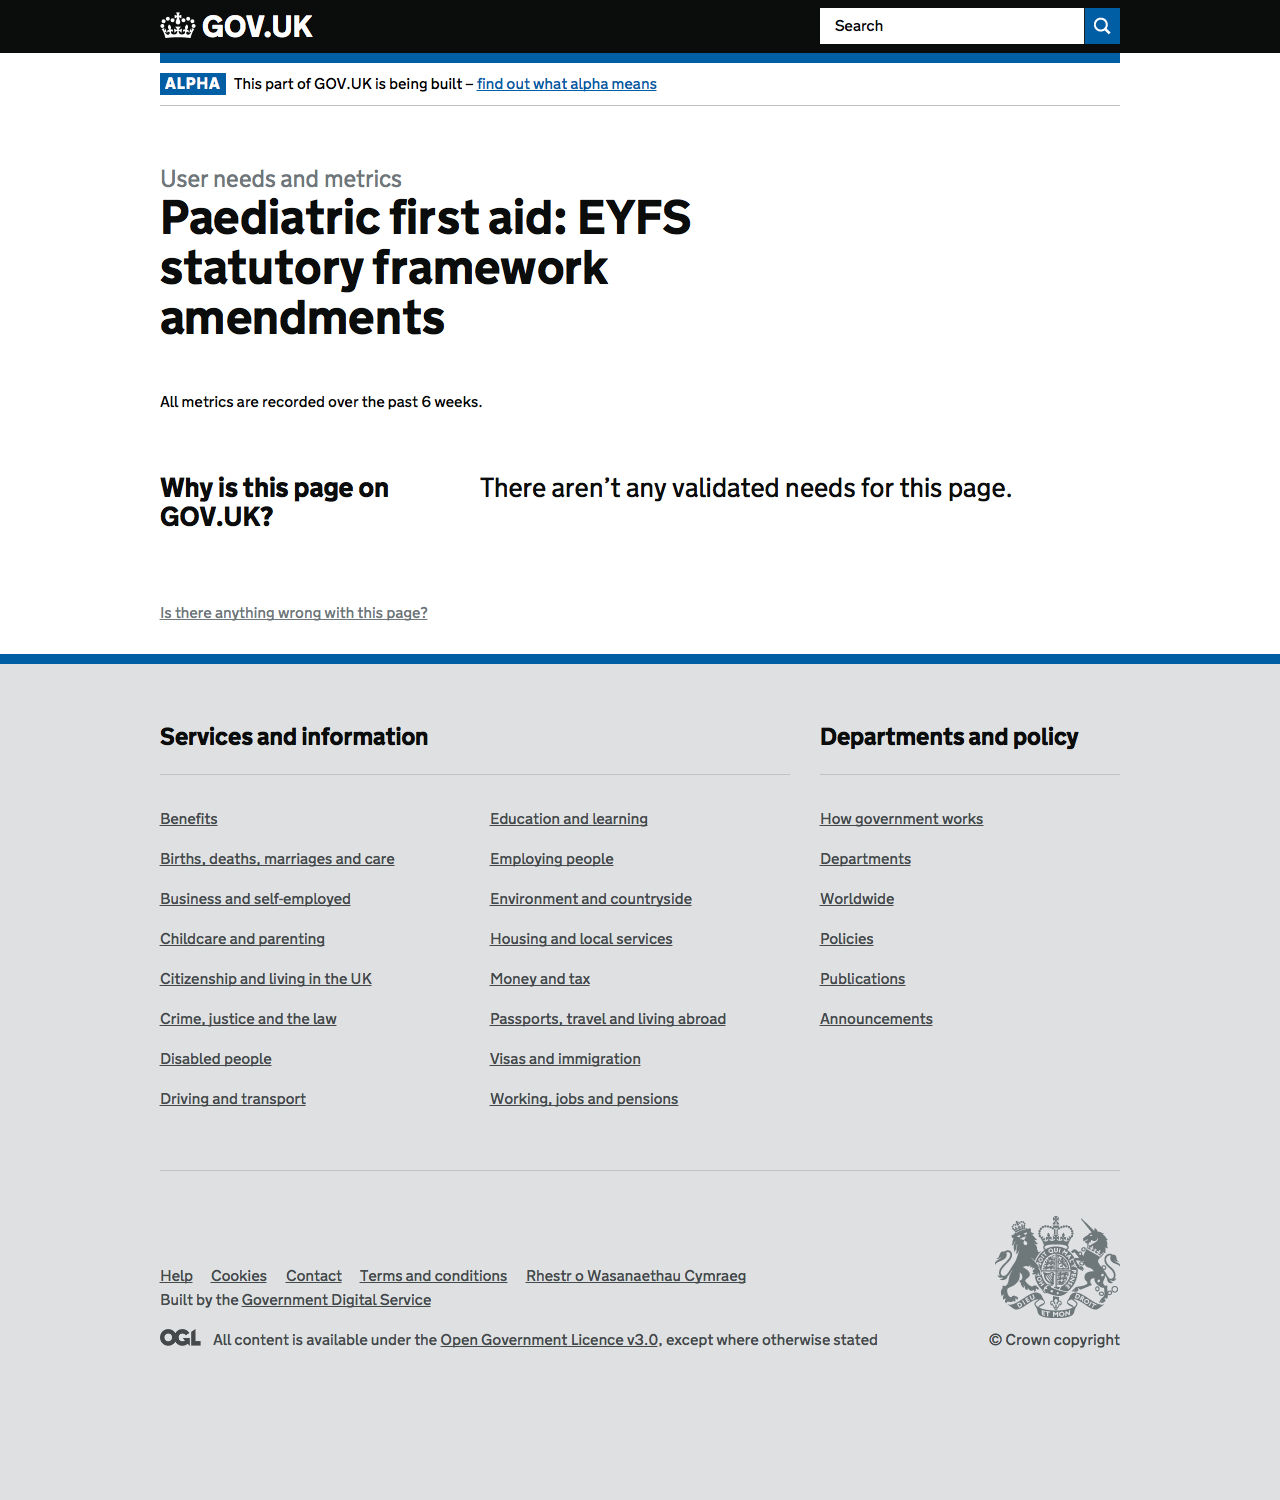 GOV.UK
Search
ALPHA This part of GOV.UK is being built – find out what alpha means
User needs and metrics
Paediatric first aid: EYFS
statutory framework
amendments
All metrics are recorded over the past 6 weeks.
Why is this page on
GOV.UK?
There aren’t any validated needs for this page.
Is there anything wrong with this page?
Services and information
Benefits
Births, deaths, marriages and care
Business and self-employed
Childcare and parenting
Citizenship and living in the UK
Crime, justice and the law
Disabled people
Driving and transport
Education and learning
Employing people
Environment and countryside
Housing and local services
Money and tax
Passports, travel and living abroad
Visas and immigration
Working, jobs and pensions
Departments and policy
How government works
Departments
Worldwide
Policies
Publications
Announcements
Help Cookies Contact Terms and conditions Rhestr o Wasanaethau Cymraeg
Built by the Government Digital Service
OGL All content is available under the Open Government Licence v3.0, except where otherwise stated
DIEU ET MON DROIT
© Crown copyright